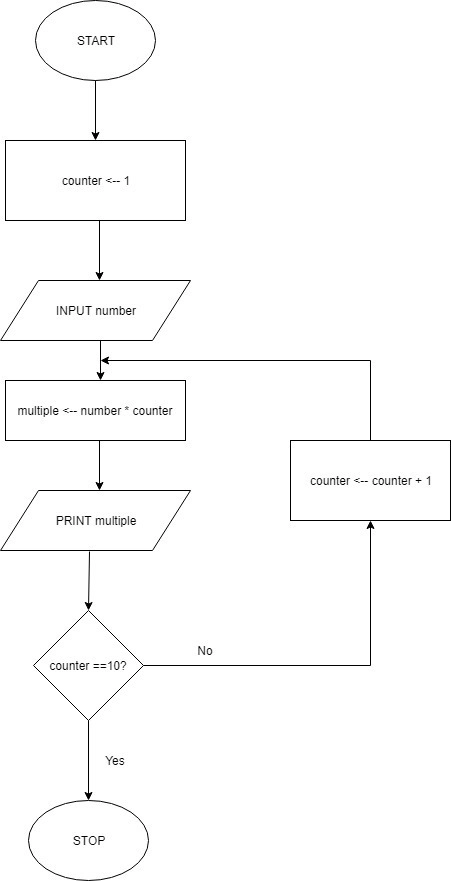 START
counter <-- 1
INPUT number
multiple <-- number * counter
counter <-- counter + 1
PRINT multiple
counter ==10?
No
Yes
STOP